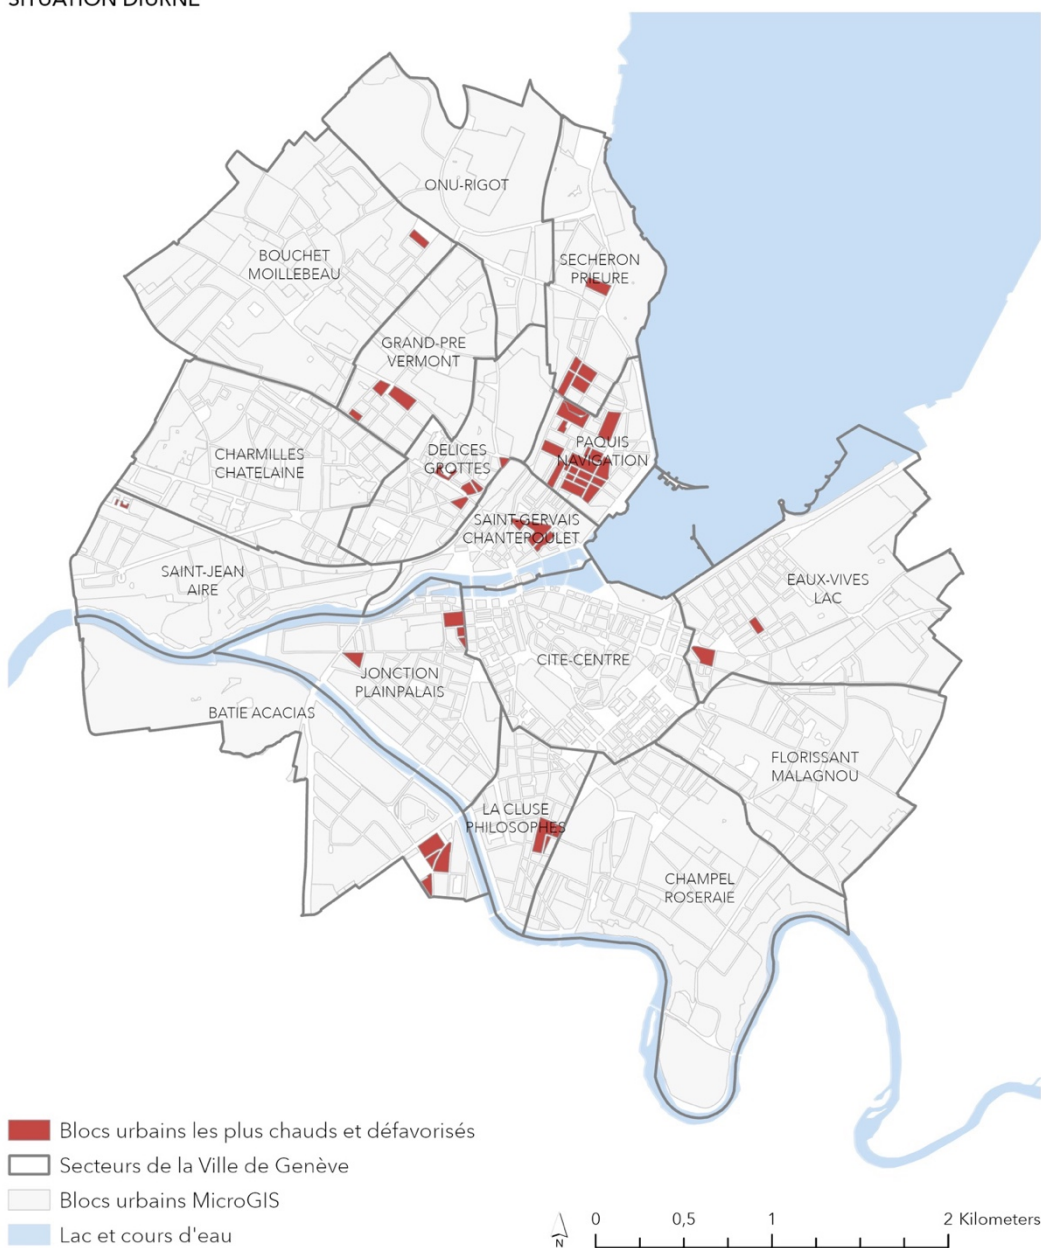 SITUATION DIURNE
ONU-RIGOT
BOUCHET
MOILLEBEAU
SECHERON
PRIEURE
GRAND-PRE
VERMONT
CHARMILLES
CHATELAINE
DELICES
GROTTES
PAQUIS
NAVIGATION
SAINT-GERVAIS
CHANTEPOULET
SAINT-JEAN
AIRE
EAUX-VIVES
LAC
CITE-CENTRE
JONCTION
PLAINPALAIS
BATIE ACACIAS
FLORISSANT
MALAGNOU
LA CLUSE
PHILOSOPHES
CHAMPEL
ROSERAIE
Blocs urbains les plus chauds et défavorisés
Secteurs de la Ville de Genève
Blocs urbains MicroGIS
Lac et cours d'eau
N
0 0,5 1 2 Kilometers